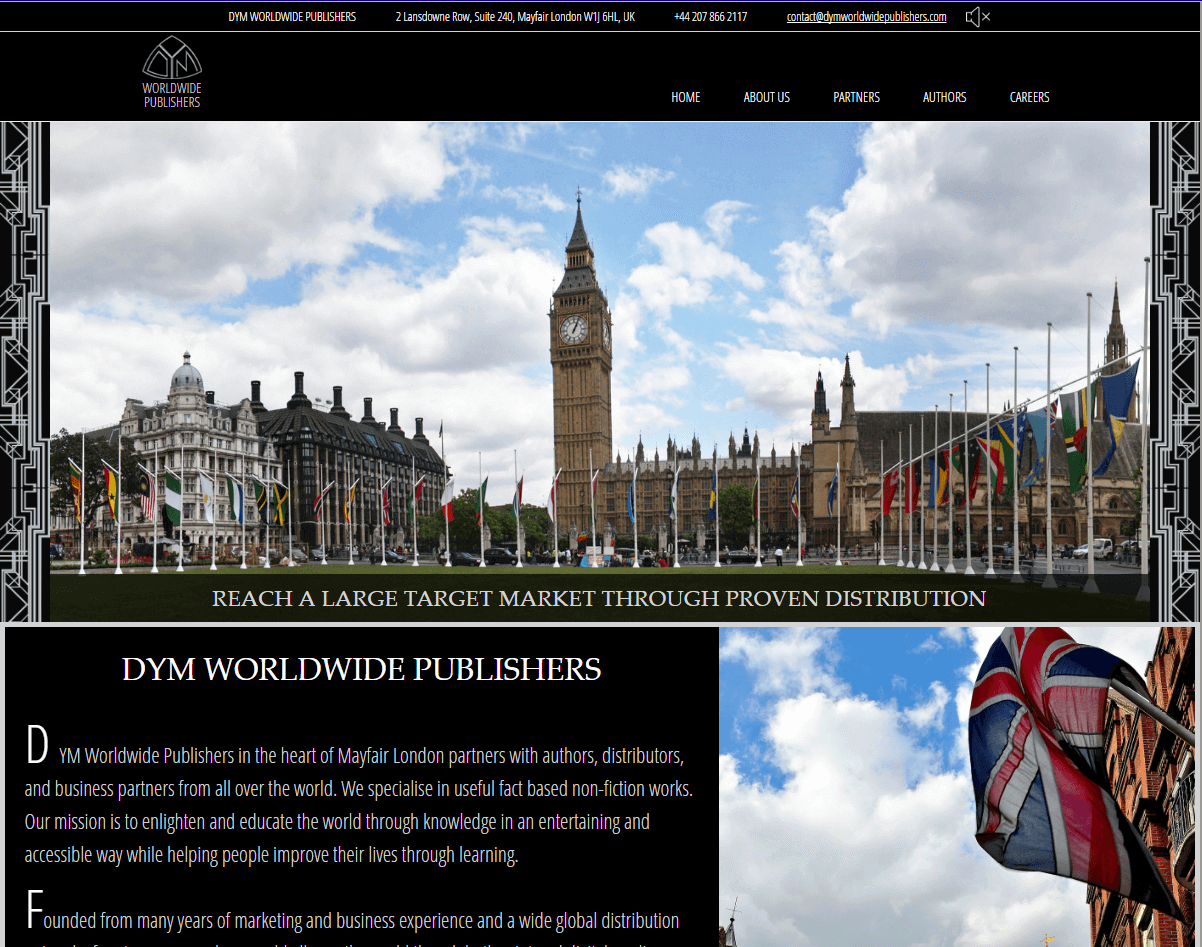 DYM WORLDWIDE PUBLISHERS 2 Lansdowne Row, Suite 240, Mayfair London W1J 6HL, UK +44 207 866 2117 contact@dymworldwidepublishers.com
DYM
WORLDWIDE
PUBLISHERS
HOME ABOUT US PARTNERS AUTHORS CAREERS
REACH A LARGE TARGET MARKET THROUGH PROVEN DISTRIBUTION
DYM WORLDWIDE PUBLISHERS
DYM Worldwide Publishers in the heart of Mayfair London partners with authors, distributors,
and business partners from all over the world. We specialise in useful fact based non-fiction works.
Our mission is to enlighten and educate the world through knowledge in an entertaining and
accessible way while helping people improve their lives through learning.
Founded from many years of marketing and business experience and a wide global distribution